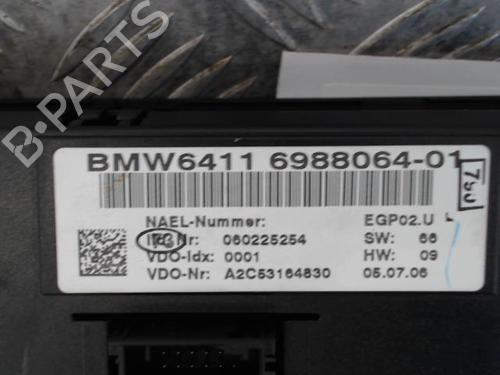 B-PARTS
BMW6411 6988064-01
750
NAEL-Nummer: EGP02.U
Nr: 060225254 SW: 66
VDO-Idx: 0001 HW: 09
VDO-Nr: A2C53164830 05.07.06